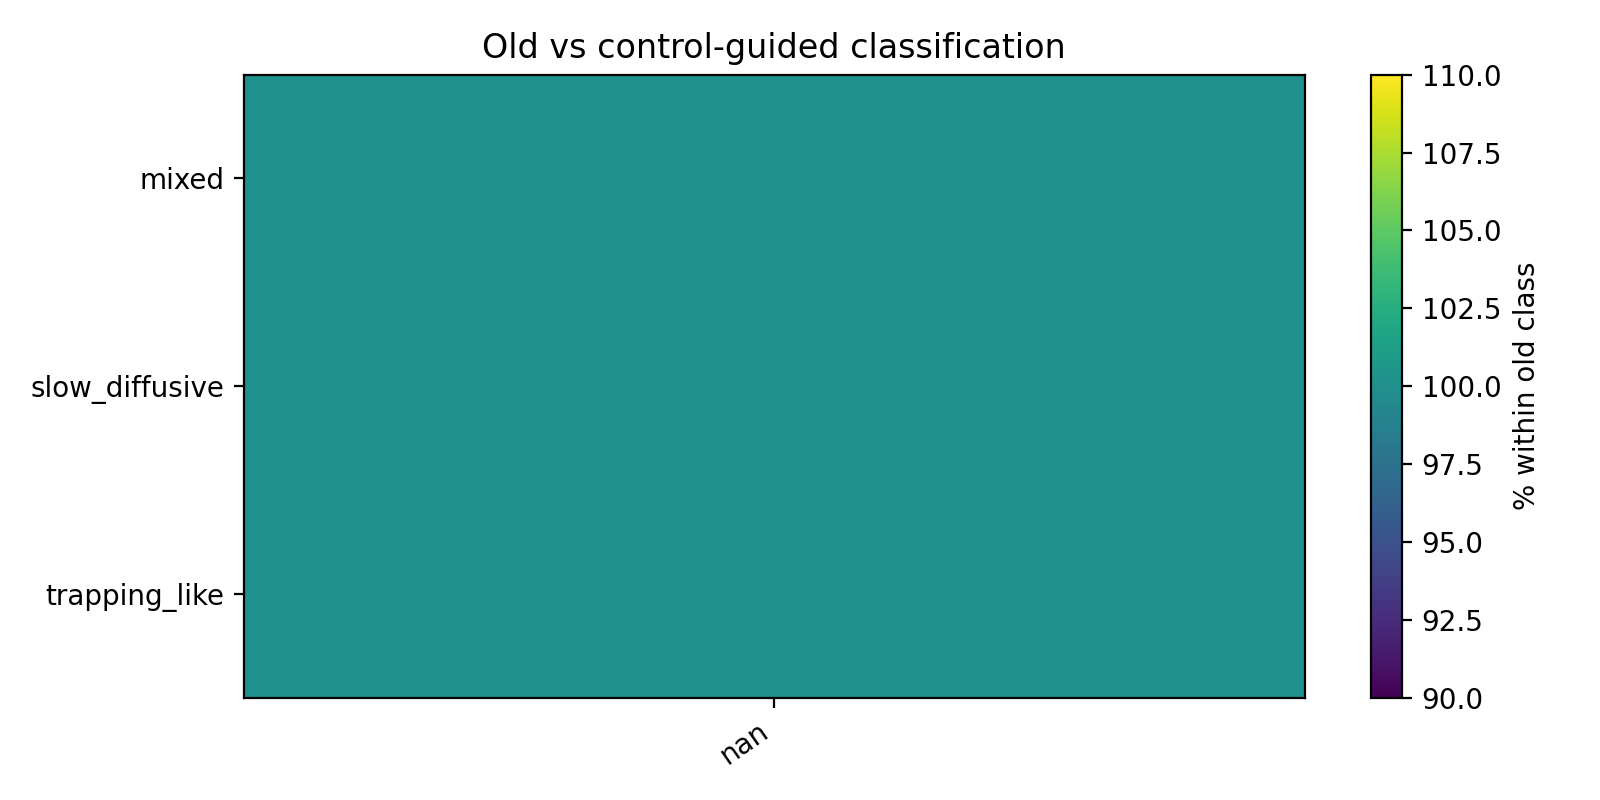 Old vs control-guided classification
mixed
slow_diffusive
trapping_like
nan
110.0
107.5
105.0
102.5
100.0
97.5
95.0
92.5
90.0
% within old class